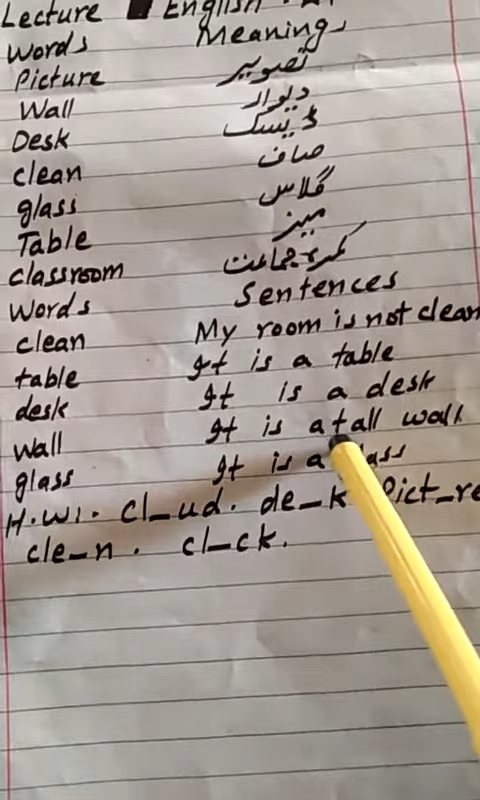 Lecture English
Words Meanings
Picture تصویر
Wall دیوار
Desk ڈیسک
clean صاف
glass گلاس
Table میز
classroom کمرہ جماعت
Words Sentences
clean My room is not clean
table It is a table
desk It is a desk
Wall It is a tall wall
glass It is a
H.W. cl_ud. de_k Pict_re
cle_n. cl_ck.